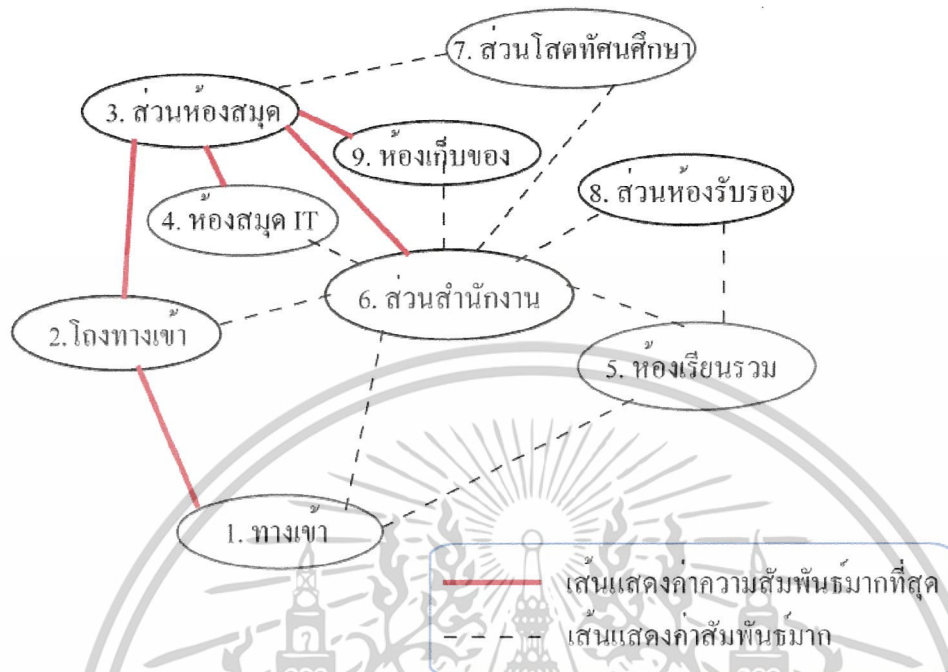 7. ส่วนโสตทัศนศึกษา
3. ส่วนห้องสมุด
9. ห้องเก็บของ
8. ส่วนห้องรับรอง
4. ห้องสมุด IT
6. ส่วนสำนักงาน
2.โถงทางเข้า
5. ห้องเรียนรวม
1. ทางเข้า
เส้นแสดงค่าความสัมพันธ์มากที่สุด
เส้นแสดงค่าสัมพันธ์มาก